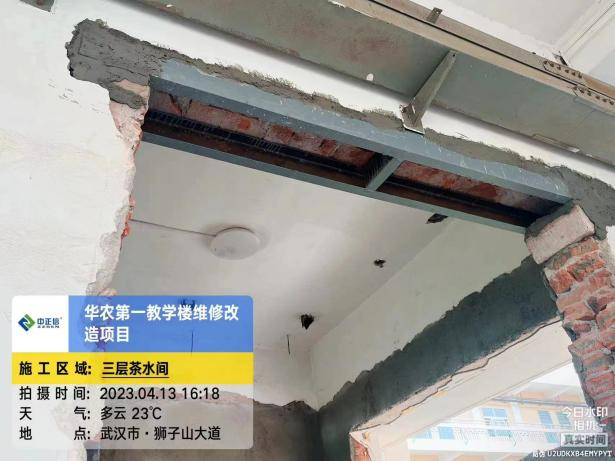 中正信
华农第一教学楼维修改
造项目
施工区域: 三层茶水间
拍摄时间: 2023.04.13 16:18
天 气: 多云 23℃
地 点: 武汉市·狮子山大道
今日水印
相机
真实时间
防伪 U2UDKXB4EMYPYT